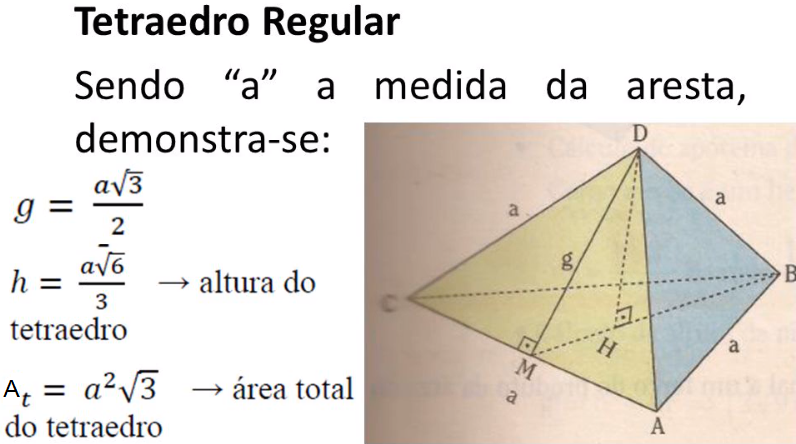 Tetraedro Regular
Sendo “a” a medida da aresta,
demonstra-se:
g = a√3/2
h = a√6/3 → altura do
tetraedro
A_t = a²√3 → área total
do tetraedro
D
a
a
g
B
C
H
a
M
a
A